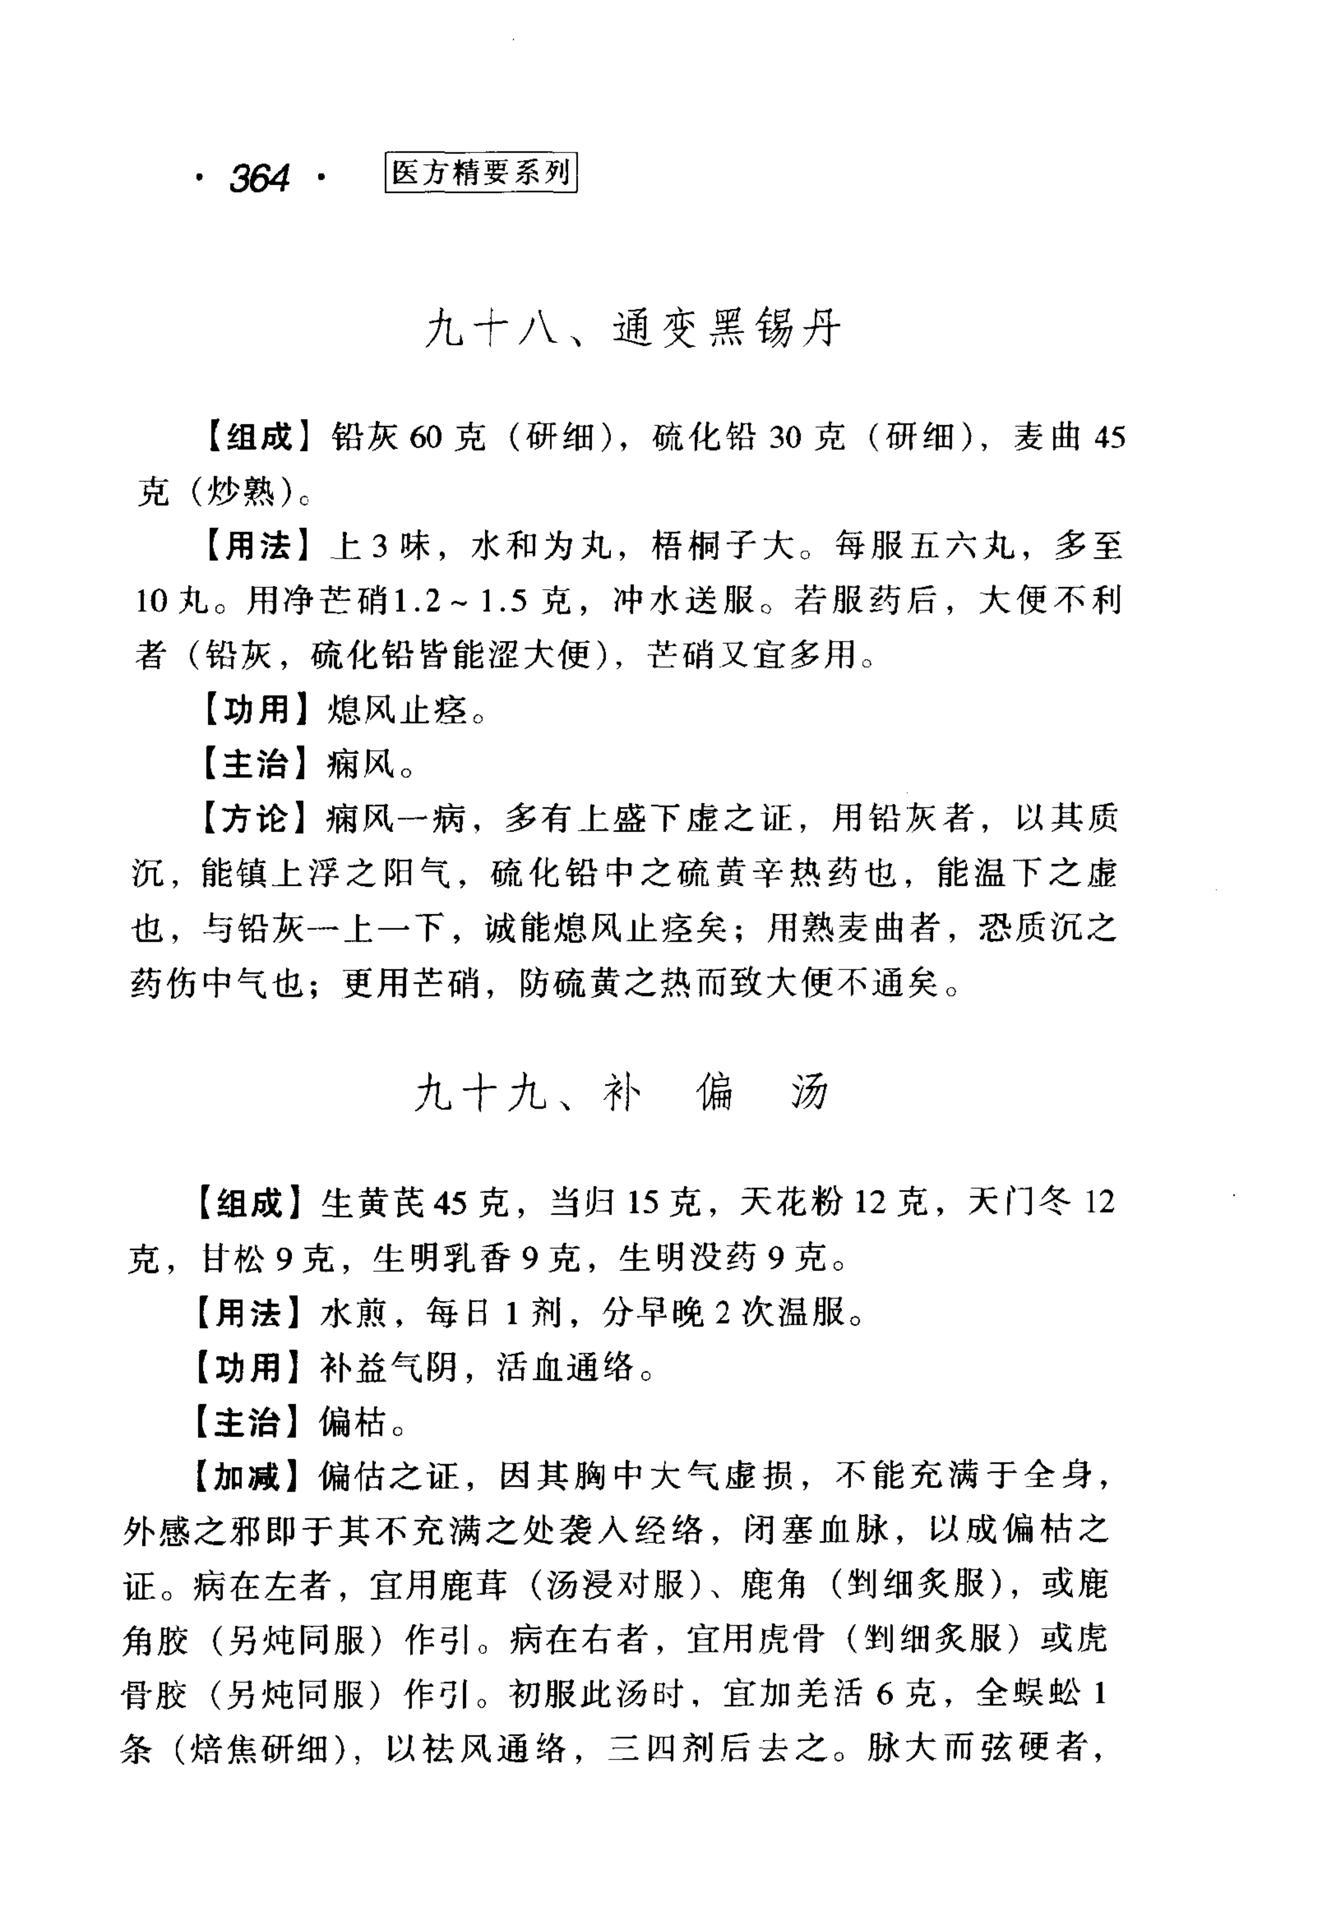 · 364 · 医方精要系列
九十八、通变黑锡丹
【组成】铅灰 60 克（研细），硫化铅 30 克（研细），麦曲 45
克（炒熟）。
【用法】上 3 味，水和为丸，梧桐子大。每服五六丸，多至
10 丸。用净芒硝1.2～1.5 克，冲水送服。若服药后，大便不利
者（铅灰，硫化铅皆能涩大便），芒硝又宜多用。
【功用】熄风止痉。
【主治】痫风。
【方论】痫风一病，多有上盛下虚之证，用铅灰者，以其质
沉，能镇上浮之阳气，硫化铅中之硫黄辛热药也，能温下之虚
也，与铅灰一上一下，诚能熄风止痉矣；用熟麦曲者，恐质沉之
药伤中气也；更用芒硝，防硫黄之热而致大便不通矣。
九十九、补 偏 汤
【组成】生黄芪 45 克，当归 15 克，天花粉 12 克，天门冬 12
克，甘松 9 克，生明乳香 9 克，生明没药 9 克。
【用法】水煎，每日 1 剂，分早晚 2 次温服。
【功用】补益气阴，活血通络。
【主治】偏枯。
【加减】偏估之证，因其胸中大气虚损，不能充满于全身，
外感之邪即于其不充满之处袭入经络，闭塞血脉，以成偏枯之
证。病在左者，宜用鹿茸（汤浸对服）、鹿角（剉细炙服），或鹿
角胶（另炖同服）作引。病在右者，宜用虎骨（剉细炙服）或虎
骨胶（另炖同服）作引。初服此汤时，宜加羌活 6 克，全蜈蚣 1
条（焙焦研细），以祛风通络，三四剂后去之。脉大而弦硬者，